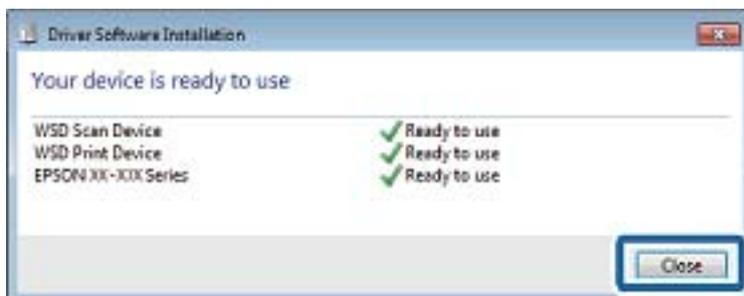 Driver Software Installation
Your device is ready to use
WSD Scan Device Ready to use
WSD Print Device Ready to use
EPSON XX-XXX Series Ready to use
Close